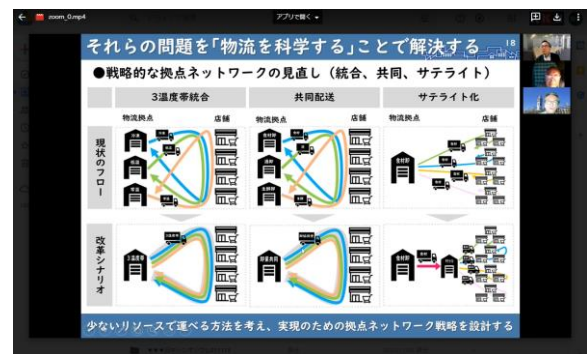 zoom_0.mp4
アプリで開く
それらの問題を「物流を科学する」ことで解決する
18
●戦略的な拠点ネットワークの見直し（統合、共同、サテライト）
3温度帯統合
共同配送
サテライト化
現状のフロー
物流拠点
店舗
物流拠点
店舗
物流拠点
店舗
改革シナリオ
3温度帯
少ないリソースで運べる方法を考え、実現のための拠点ネットワーク戦略を設計する